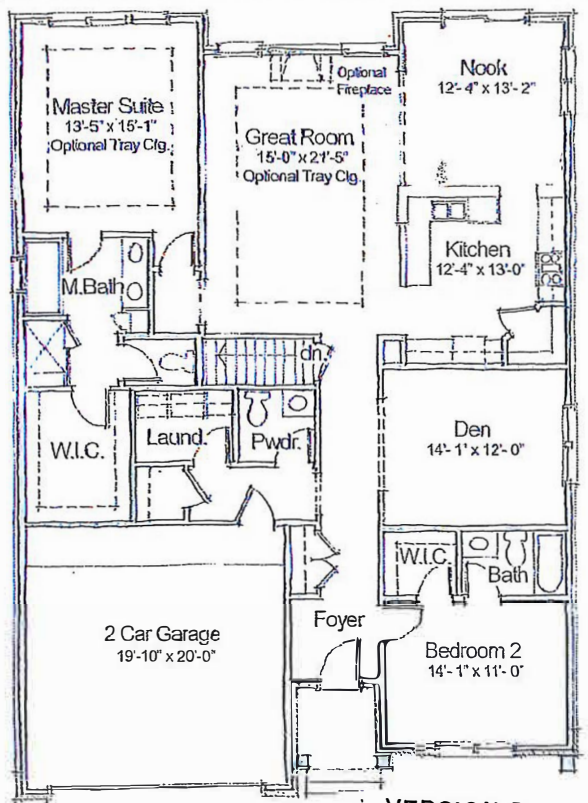 Master Suite
13'-5" x 15'-1"
Optional Tray Clg.
Optional
Fireplace
Great Room
15'-0" x 21'-5"
Optional Tray Clg.
Nook
12'-4" x 13'-2"
Kitchen
12'-4" x 13'-0"
M.Bath
dn.
W.I.C.
Laund.
Pwdr.
Den
14'-1" x 12'-0"
W.I.C.
Bath
Foyer
2 Car Garage
19'-10" x 20'-0"
Bedroom 2
14'-1" x 11'-0"
VERSION